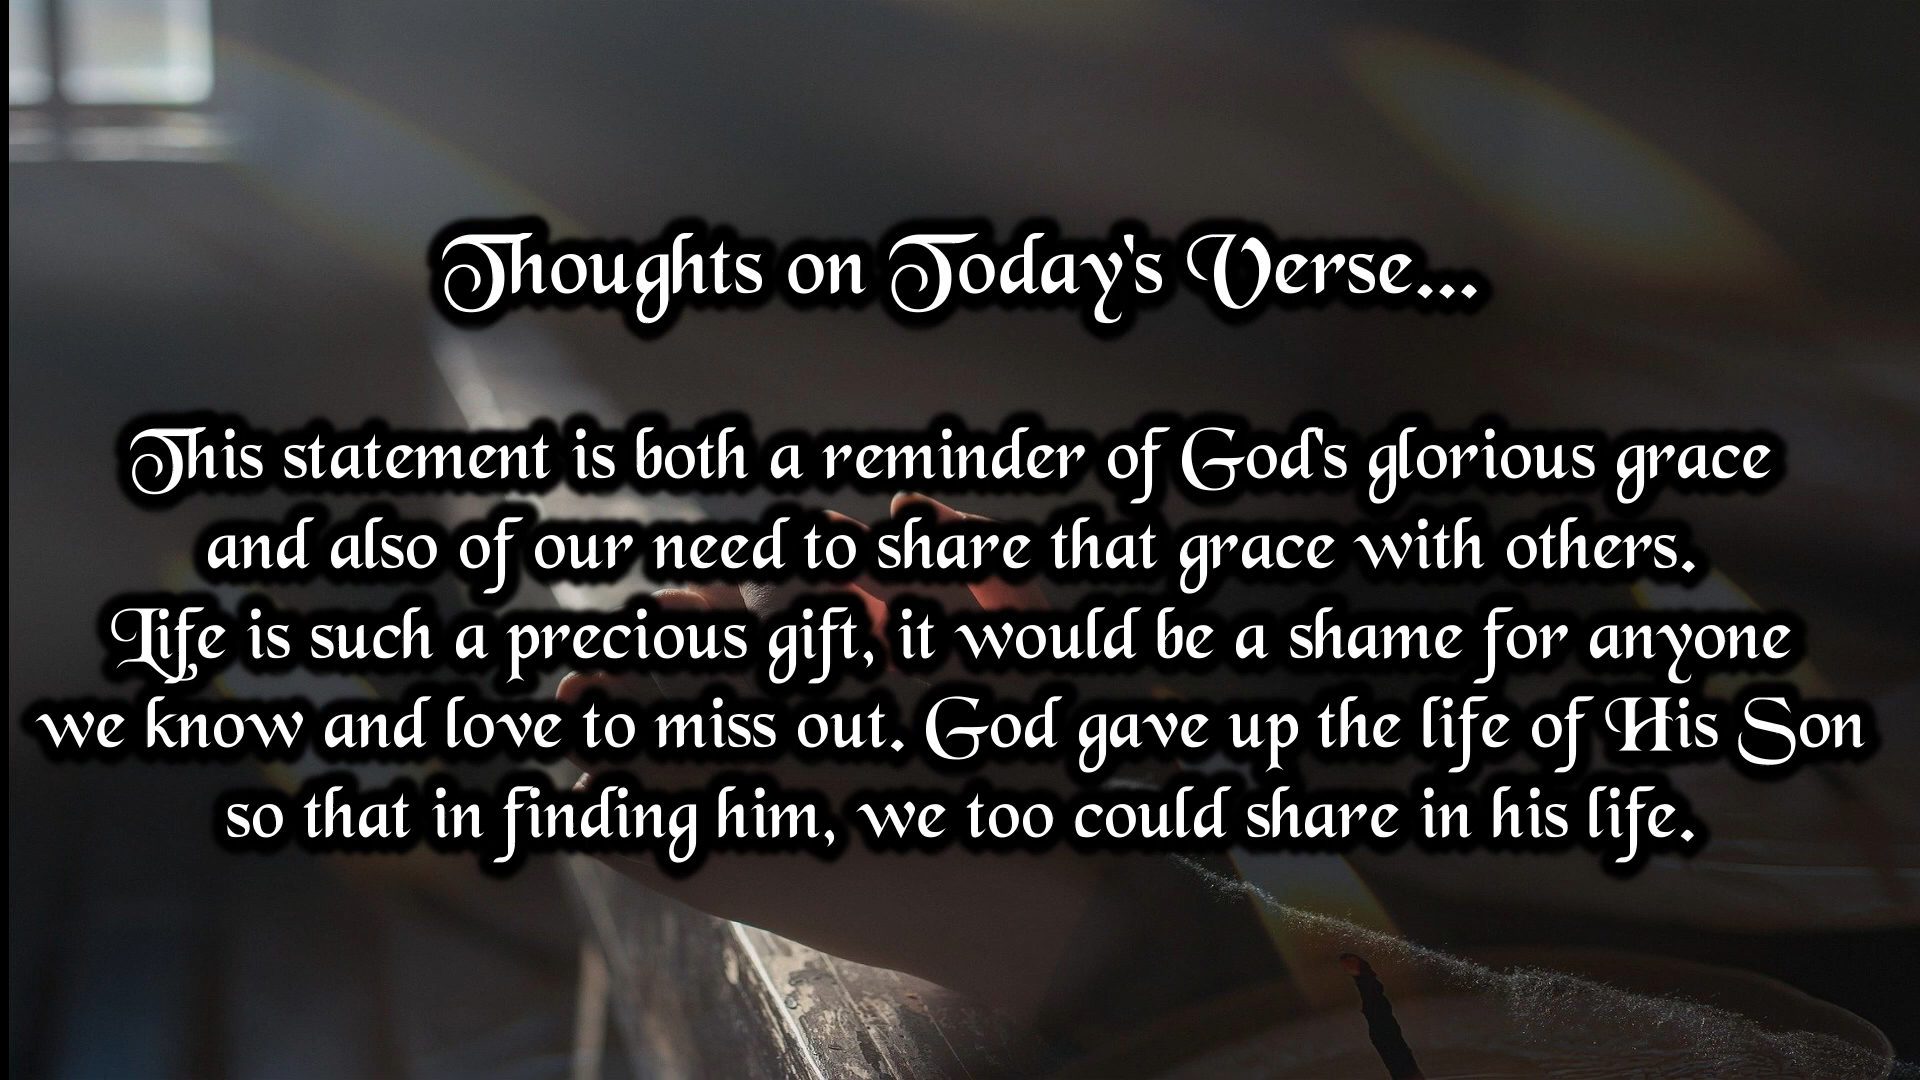 Thoughts on Today's Verse...
This statement is both a reminder of God's glorious grace
and also of our need to share that grace with others.
Life is such a precious gift, it would be a shame for anyone
we know and love to miss out. God gave up the life of His Son
so that in finding him, we too could share in his life.